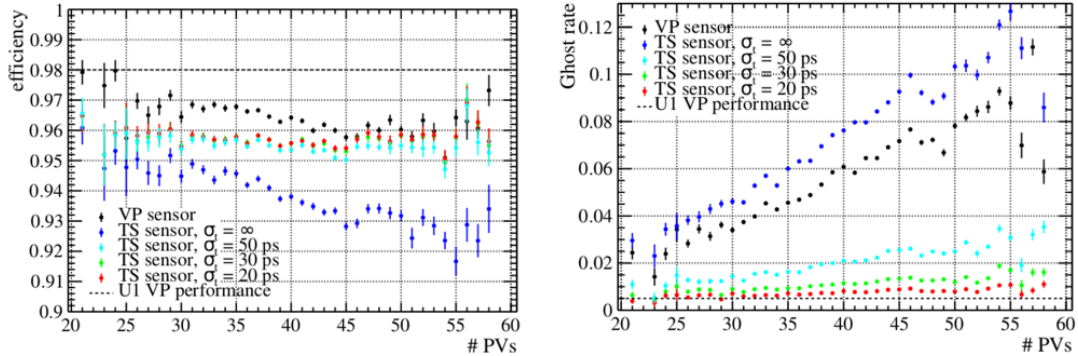 efficiency
1
0.99
0.98
0.97
0.96
0.95
0.94
0.93
0.92
0.91
0.9
VP sensor
TS sensor, σt = ∞
TS sensor, σt = 50 ps
TS sensor, σt = 30 ps
TS sensor, σt = 20 ps
U1 VP performance
20 25 30 35 40 45 50 55 60
# PVs
Ghost rate
0.12
0.1
0.08
0.06
0.04
0.02
0
VP sensor
TS sensor, σt = ∞
TS sensor, σt = 50 ps
TS sensor, σt = 30 ps
TS sensor, σt = 20 ps
U1 VP performance
20 25 30 35 40 45 50 55 60
# PVs